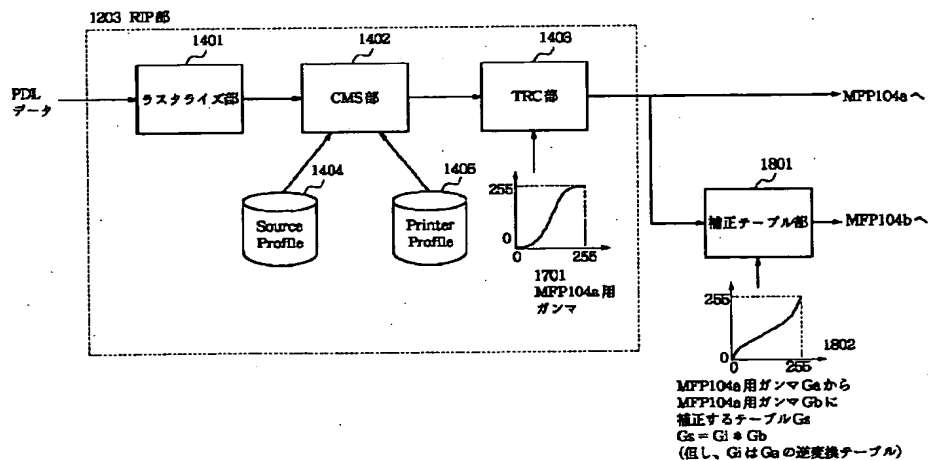 1203 RIP部
1401
1402
1403
PDL
データ
ラスタライズ部
CMS部
TRC部
MFP104aへ
1404
1405
1801
Source
Profile
Printer
Profile
255
0
0
255
1701
MFP104a用
ガンマ
補正テーブル部
MFP104bへ
255
0
255
1802
MFP104a用ガンマGaから
MFP104a用ガンマGbに
補正するテーブルGs
Gs = Gi * Gb
(但し、GiはGaの逆変換テーブル)